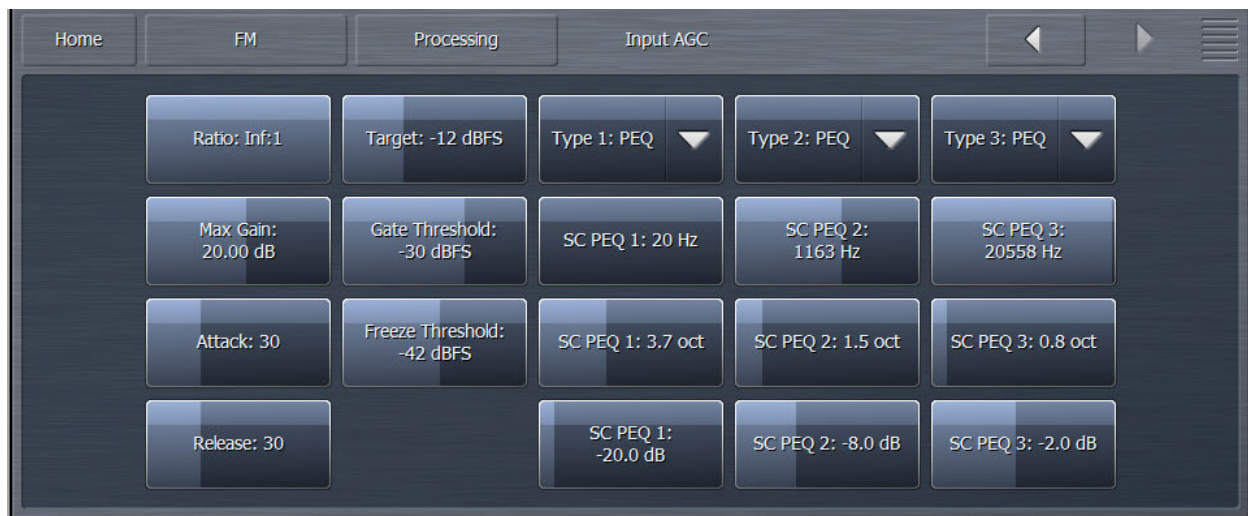 Home
FM
Processing
Input AGC
Ratio: Inf:1
Target: -12 dBFS
Type 1: PEQ
Type 2: PEQ
Type 3: PEQ
Max Gain:
20.00 dB
Gate Threshold:
-30 dBFS
SC PEQ 1: 20 Hz
SC PEQ 2:
1163 Hz
SC PEQ 3:
20558 Hz
Attack: 30
Freeze Threshold:
-42 dBFS
SC PEQ 1: 3.7 oct
SC PEQ 2: 1.5 oct
SC PEQ 3: 0.8 oct
Release: 30
SC PEQ 1:
-20.0 dB
SC PEQ 2: -8.0 dB
SC PEQ 3: -2.0 dB